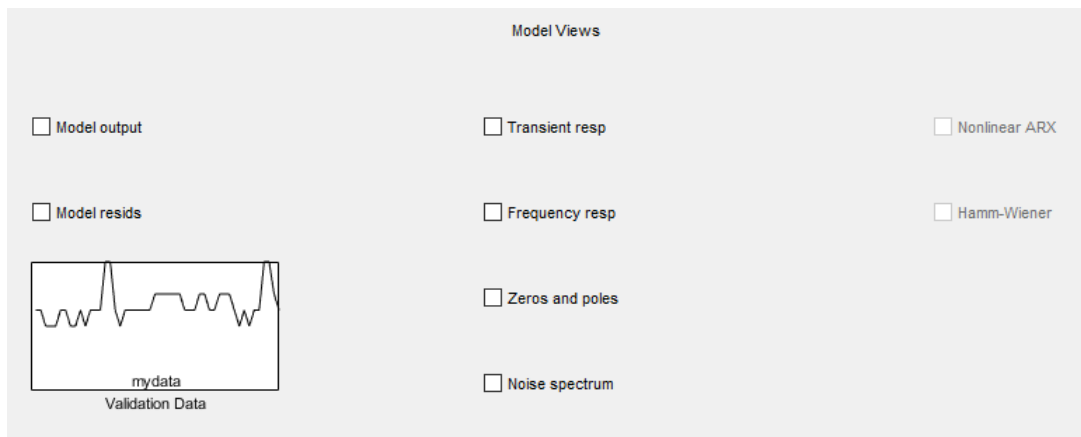 Model Views
Model output
Transient resp
Nonlinear ARX
Model resids
Frequency resp
Hamm-Wiener
Zeros and poles
mydata
Validation Data
Noise spectrum